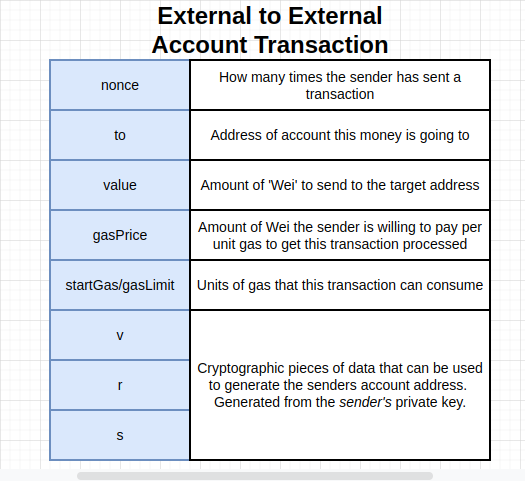 External to External
Account Transaction
nonce
How many times the sender has sent a
transaction
to
Address of account this money is going to
value
Amount of 'Wei' to send to the target address
gasPrice
Amount of Wei the sender is willing to pay per
unit gas to get this transaction processed
startGas/gasLimit
Units of gas that this transaction can consume
v
r
s
Cryptographic pieces of data that can be used
to generate the senders account address.
Generated from the sender's private key.